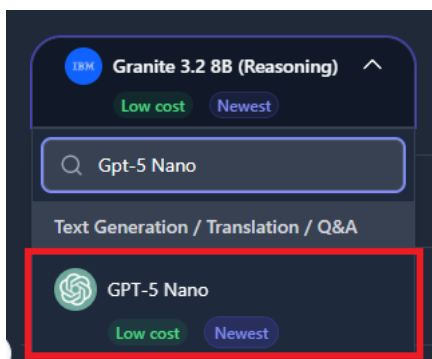 IBM Granite 3.2 8B (Reasoning)
Low cost Newest
Gpt-5 Nano
Text Generation / Translation / Q&A
GPT-5 Nano
Low cost Newest